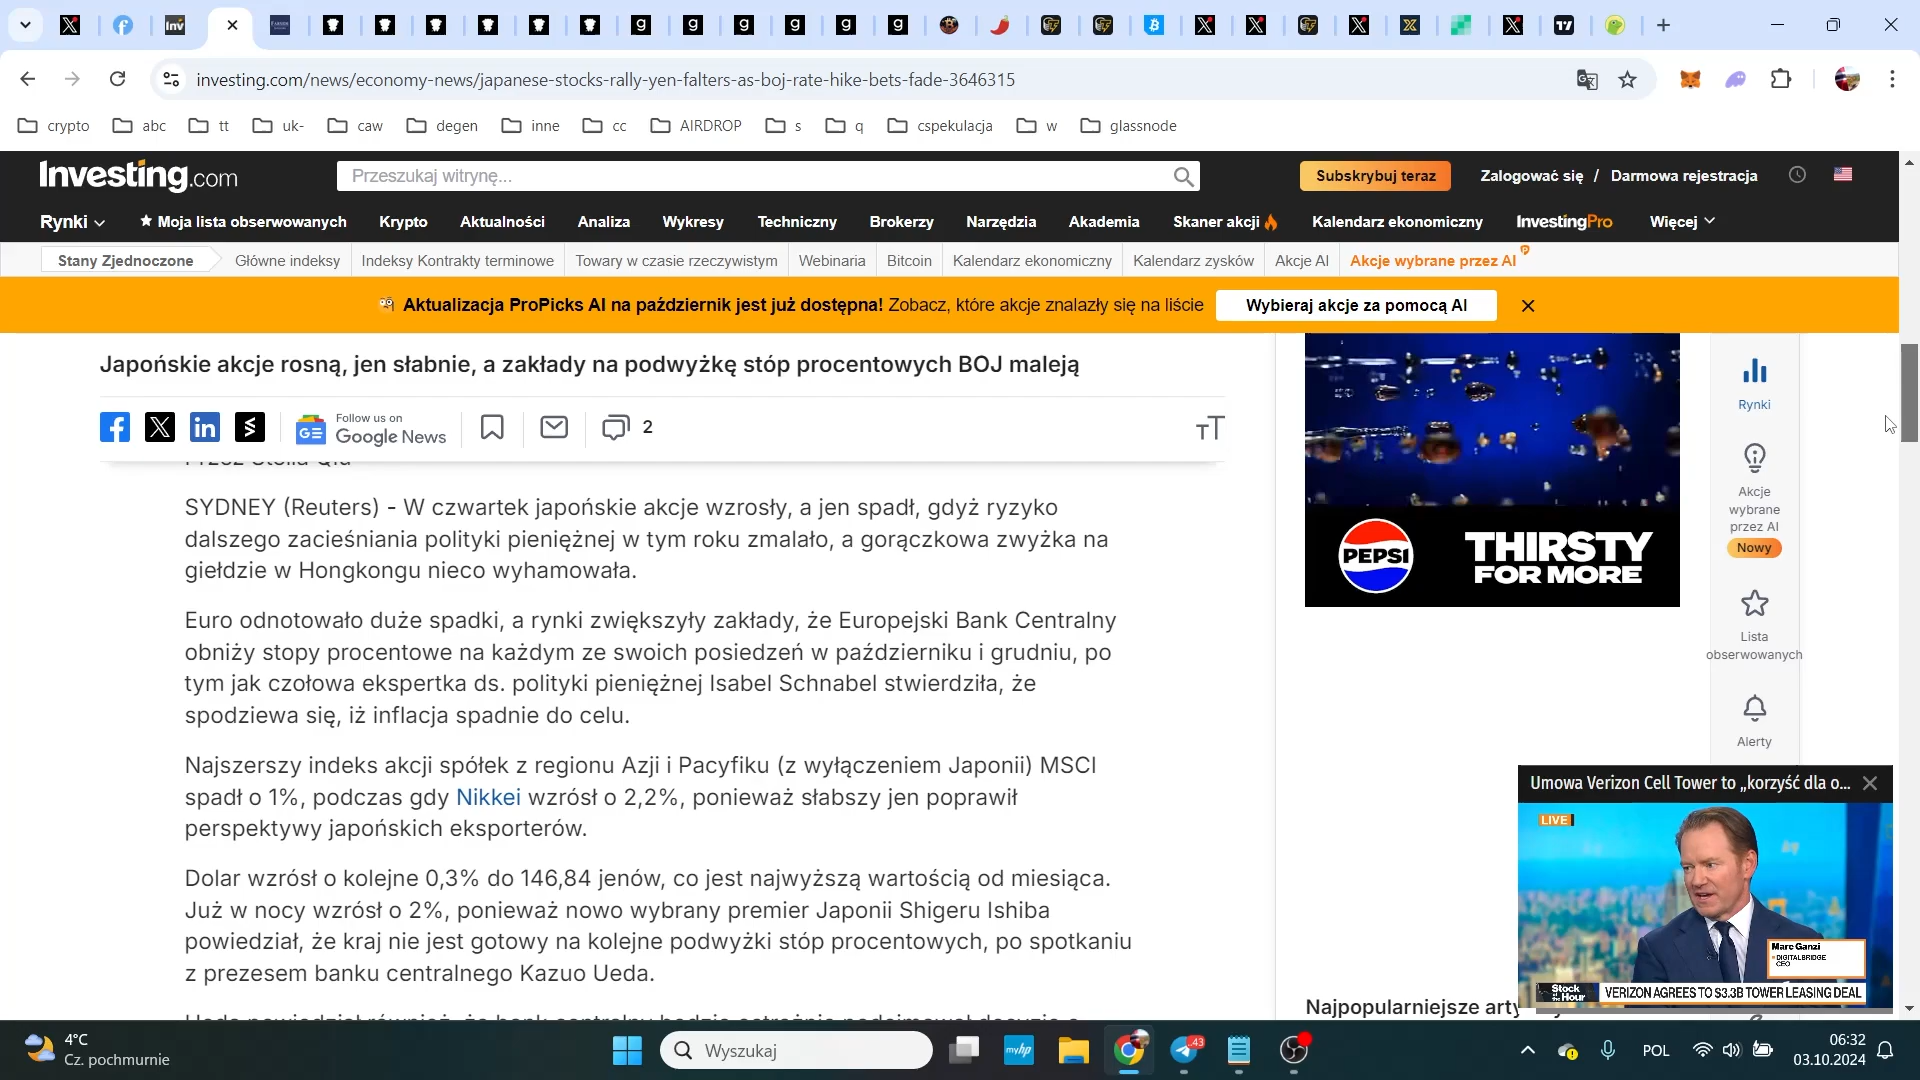 investing.com/news/economy-news/japanese-stocks-rally-yen-falters-as-boj-rate-hike-bets-fade-3646315
crypto abc tt uk- caw degen inne cc AIRDROP s q cspekulacja w glassnode
Investing.com Przeszukaj witrynę... Subskrybuj teraz Zalogować się / Darmowa rejestracja
Rynki Moja lista obserwowanych Krypto Aktualności Analiza Wykresy Techniczny Brokerzy Narzędzia Akademia Skaner akcji Kalendarz ekonomiczny InvestingPro Więcej
Stany Zjednoczone Główne indeksy Indeksy Kontrakty terminowe Towary w czasie rzeczywistym Webinaria Bitcoin Kalendarz ekonomiczny Kalendarz zysków Akcje AI Akcje wybrane przez AI
Aktualizacja ProPicks AI na październik jest już dostępna! Zobacz, które akcje znalazły się na liście Wybieraj akcje za pomocą AI
Japońskie akcje rosną, jen słabnie, a zakłady na podwyżkę stóp procentowych BOJ maleją
Follow us on
Google News
2
SYDNEY (Reuters) - W czwartek japońskie akcje wzrosły, a jen spadł, gdyż ryzyko
dalszego zacieśniania polityki pieniężnej w tym roku zmalało, a gorączkowa zwyżka na
giełdzie w Hongkongu nieco wyhamowała.
Euro odnotowało duże spadki, a rynki zwiększyły zakłady, że Europejski Bank Centralny
obniży stopy procentowe na każdym ze swoich posiedzeń w październiku i grudniu, po
tym jak czołowa ekspertka ds. polityki pieniężnej Isabel Schnabel stwierdziła, że
spodziewa się, iż inflacja spadnie do celu.
Najszerszy indeks akcji spółek z regionu Azji i Pacyfiku (z wyłączeniem Japonii) MSCI
spadł o 1%, podczas gdy Nikkei wzrósł o 2,2%, ponieważ słabszy jen poprawił
perspektywy japońskich eksporterów.
Dolar wzrósł o kolejne 0,3% do 146,84 jenów, co jest najwyższą wartością od miesiąca.
Już w nocy wzrósł o 2%, ponieważ nowo wybrany premier Japonii Shigeru Ishiba
powiedział, że kraj nie jest gotowy na kolejne podwyżki stóp procentowych, po spotkaniu
z prezesem banku centralnego Kazuo Ueda.
PEPSI
THIRSTY
FOR MORE
Rynki
Akcje
wybrane
przez AI
Nowy
Lista
obserwowanych
Alerty
Umowa Verizon Cell Tower to „korzyść dla o...
LIVE
Marc Ganzi
DIGITALBRIDGE
CEO
Stock of the Hour
VERIZON AGREES TO $3.3B TOWER LEASING DEAL
Najpopularniejsze
4°C
Cz. pochmurnie
Wyszukaj
myhp
43
POL
06:32
03.10.2024